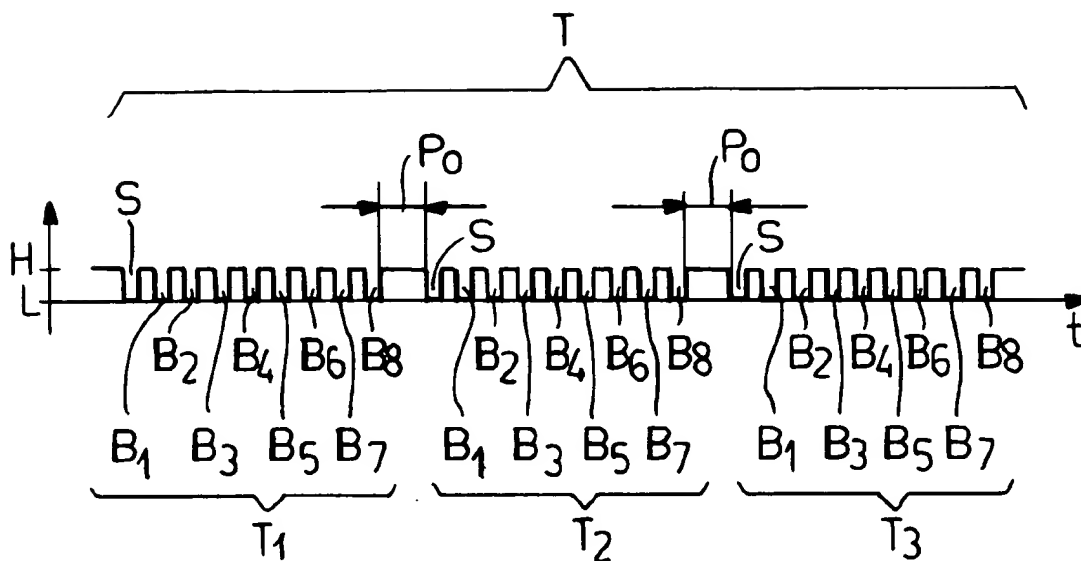 T
P0 P0
S S S
H
L
t
B2 B4 B6 B8 B2 B4 B6 B8 B2 B4 B6 B8
B1 B3 B5 B7 B1 B3 B5 B7 B1 B3 B5 B7
T1 T2 T3